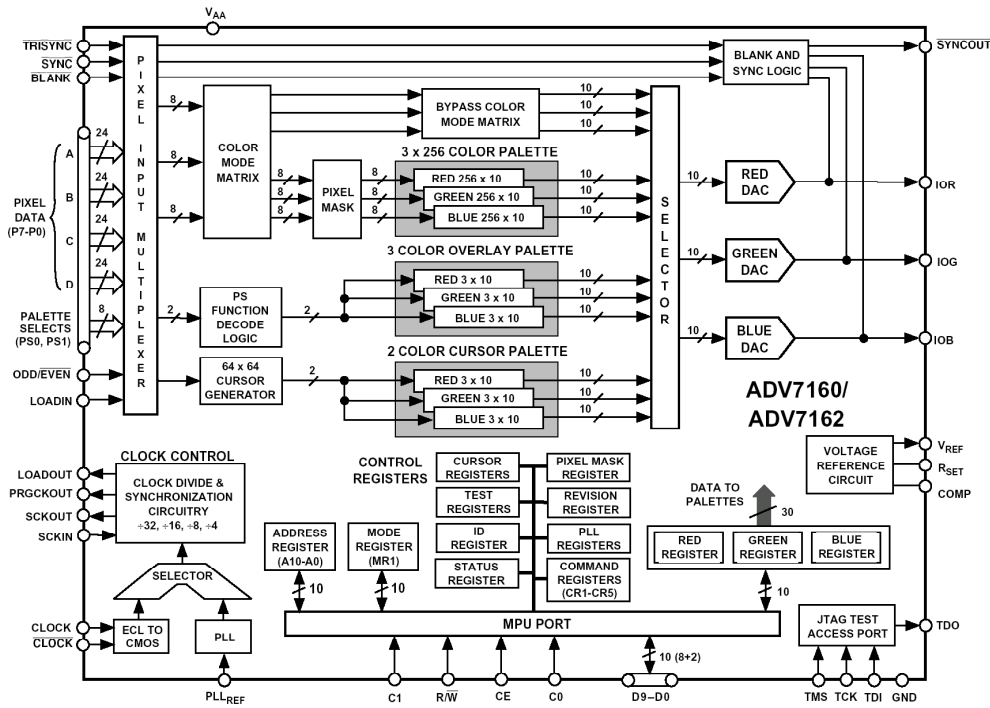 VAA
TRISYNC
SYNC
BLANK
SYNCOUT
BLANK AND
SYNC LOGIC
PIXEL INPUT MULTIPLEXER
8
8
8
COLOR
MODE
MATRIX
BYPASS COLOR
MODE MATRIX
10
10
10
24
A
24
B
24
C
24
D
PIXEL
DATA
(P7-P0)
8
PALETTE
SELECTS
(PS0, PS1)
ODD/EVEN
LOADIN
8
8
8
PIXEL
MASK
8
8
8
3 x 256 COLOR PALETTE
RED 256 x 10
GREEN 256 x 10
BLUE 256 x 10
10
10
10
SELECTOR
10
RED
DAC
IOR
10
GREEN
DAC
IOG
10
BLUE
DAC
IOB
2
PS
FUNCTION
DECODE
LOGIC
2
3 COLOR OVERLAY PALETTE
RED 3 x 10
GREEN 3 x 10
BLUE 3 x 10
10
10
10
64 x 64
CURSOR
GENERATOR
2
2 COLOR CURSOR PALETTE
RED 3 x 10
GREEN 3 x 10
BLUE 3 x 10
10
10
10
ADV7160/
ADV7162
VOLTAGE
REFERENCE
CIRCUIT
VREF
RSET
COMP
LOADOUT
PRGCKOUT
SCKOUT
SCKIN
CLOCK CONTROL
CLOCK DIVIDE &
SYNCHRONIZATION
CIRCUITRY
÷32, ÷16, ÷8, ÷4
SELECTOR
CLOCK
CLOCK
ECL TO
CMOS
PLL
PLLREF
CONTROL
REGISTERS
ADDRESS
REGISTER
(A10-A0)
10
MODE
REGISTER
(MR1)
10
CURSOR
REGISTERS
TEST
REGISTERS
ID
REGISTER
STATUS
REGISTER
PIXEL MASK
REGISTER
REVISION
REGISTER
PLL
REGISTERS
COMMAND
REGISTERS
(CR1-CR5)
DATA TO
PALETTES
30
RED
REGISTER
GREEN
REGISTER
BLUE
REGISTER
10
MPU PORT
10 (8+2)
C1
R/W
CE
C0
D9–D0
JTAG TEST
ACCESS PORT
TDO
TMS
TCK
TDI
GND